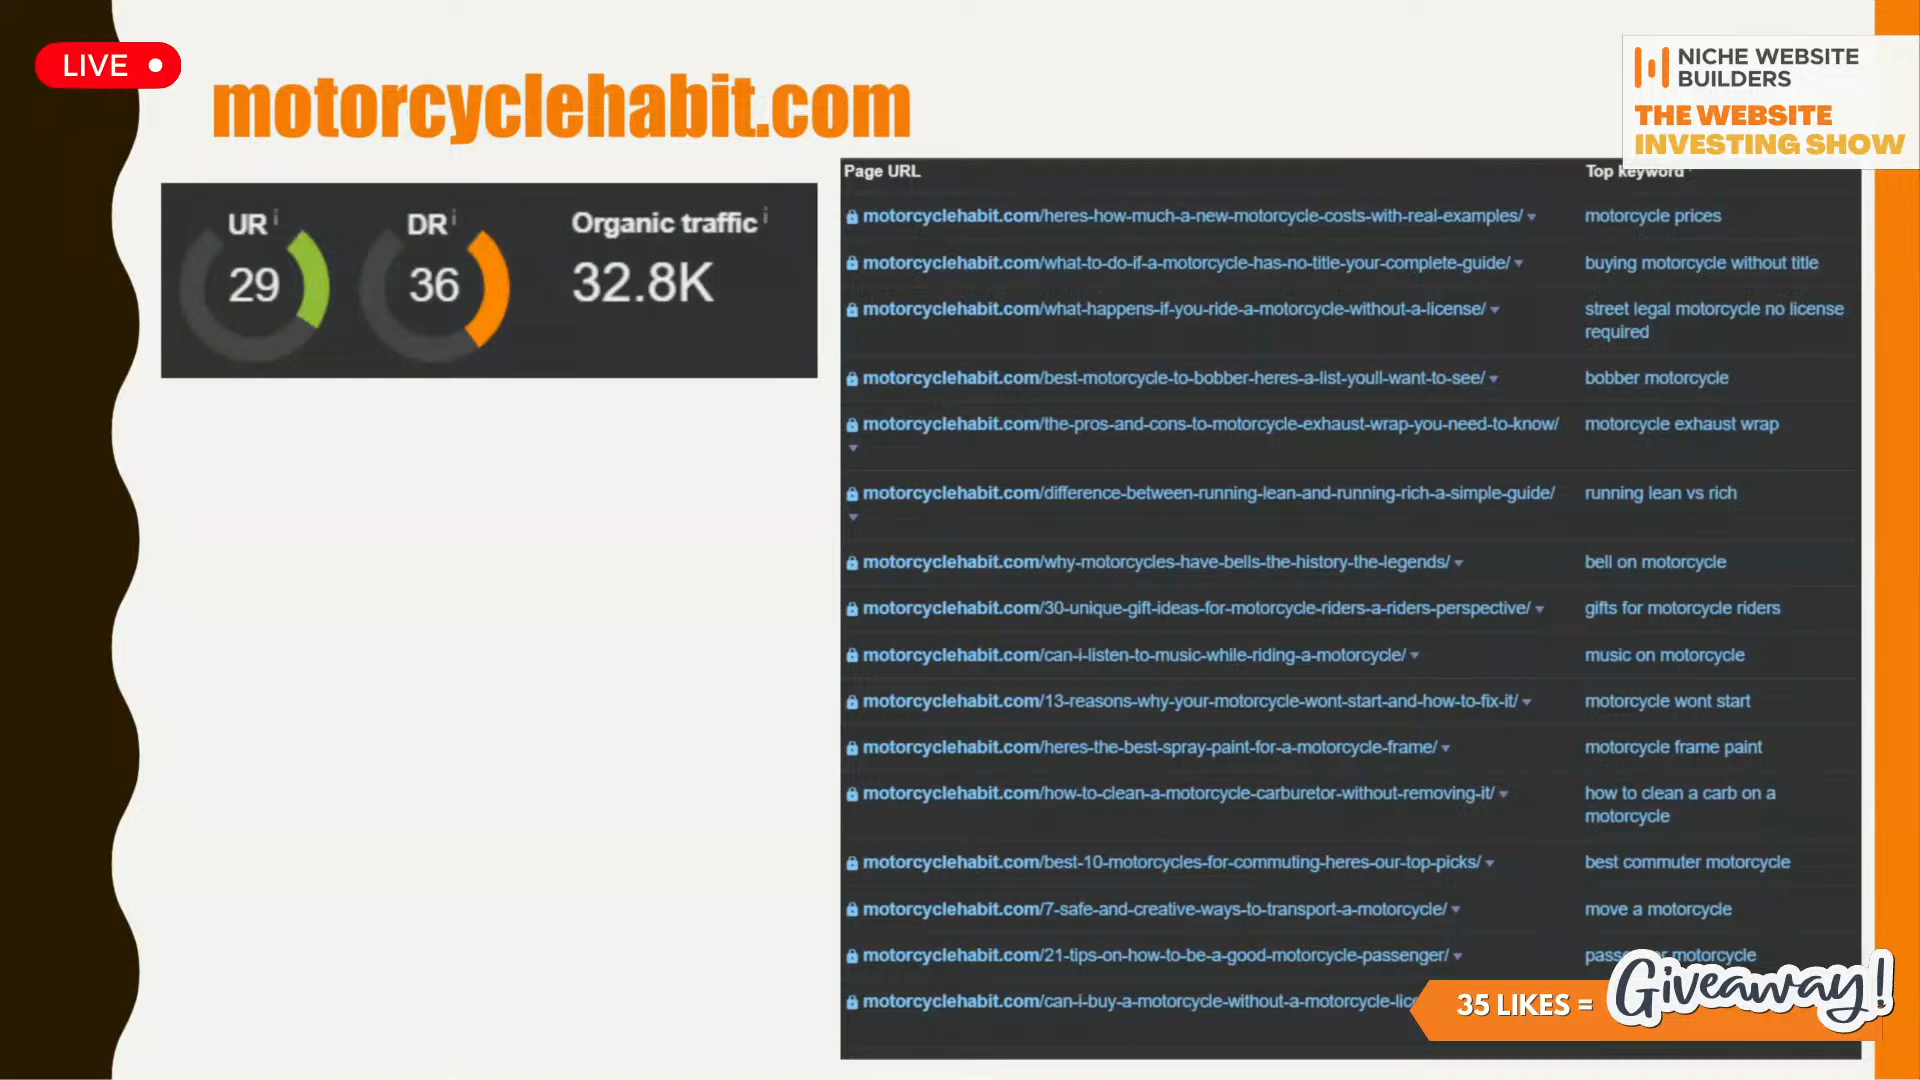 LIVE
motorcyclehabit.com
NICHE WEBSITE
BUILDERS
THE WEBSITE
INVESTING SHOW
UR
DR
Organic traffic
29
36
32.8K
Page URL
Top keyword
motorcyclehabit.com/heres-how-much-a-new-motorcycle-costs-with-real-examples/
motorcycle prices
motorcyclehabit.com/what-to-do-if-a-motorcycle-has-no-title-your-complete-guide/
buying motorcycle without title
motorcyclehabit.com/what-happens-if-you-ride-a-motorcycle-without-a-license/
street legal motorcycle no license
required
motorcyclehabit.com/best-motorcycle-to-bobber-heres-a-list-youll-want-to-see/
bobber motorcycle
motorcyclehabit.com/the-pros-and-cons-to-motorcycle-exhaust-wrap-you-need-to-know/
motorcycle exhaust wrap
motorcyclehabit.com/difference-between-running-lean-and-running-rich-a-simple-guide/
running lean vs rich
motorcyclehabit.com/why-motorcycles-have-bells-the-history-the-legends/
bell on motorcycle
motorcyclehabit.com/30-unique-gift-ideas-for-motorcycle-riders-a-riders-perspective/
gifts for motorcycle riders
motorcyclehabit.com/can-i-listen-to-music-while-riding-a-motorcycle/
music on motorcycle
motorcyclehabit.com/13-reasons-why-your-motorcycle-wont-start-and-how-to-fix-it/
motorcycle wont start
motorcyclehabit.com/heres-the-best-spray-paint-for-a-motorcycle-frame/
motorcycle frame paint
motorcyclehabit.com/how-to-clean-a-motorcycle-carburetor-without-removing-it/
how to clean a carb on a
motorcycle
motorcyclehabit.com/best-10-motorcycles-for-commuting-heres-our-top-picks/
best commuter motorcycle
motorcyclehabit.com/7-safe-and-creative-ways-to-transport-a-motorcycle/
move a motorcycle
motorcyclehabit.com/21-tips-on-how-to-be-a-good-motorcycle-passenger/
motorcycle
motorcyclehabit.com/can-i-buy-a-motorcycle-without-a-motorcycle-lic
35 LIKES =
Giveaway!